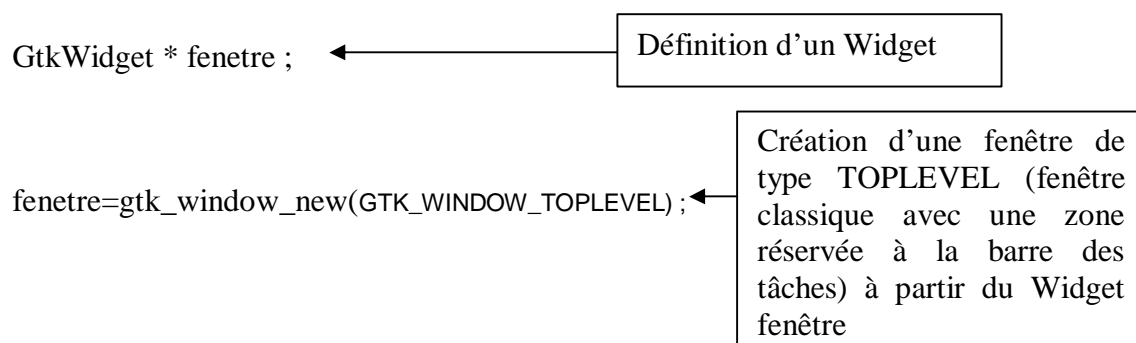 GtkWidget * fenetre ;
Définition d’un Widget
fenetre=gtk_window_new(GTK_WINDOW_TOPLEVEL) ;
Création d’une fenêtre de
type TOPLEVEL (fenêtre
classique avec une zone
réservée à la barre des
tâches) à partir du Widget
fenêtre